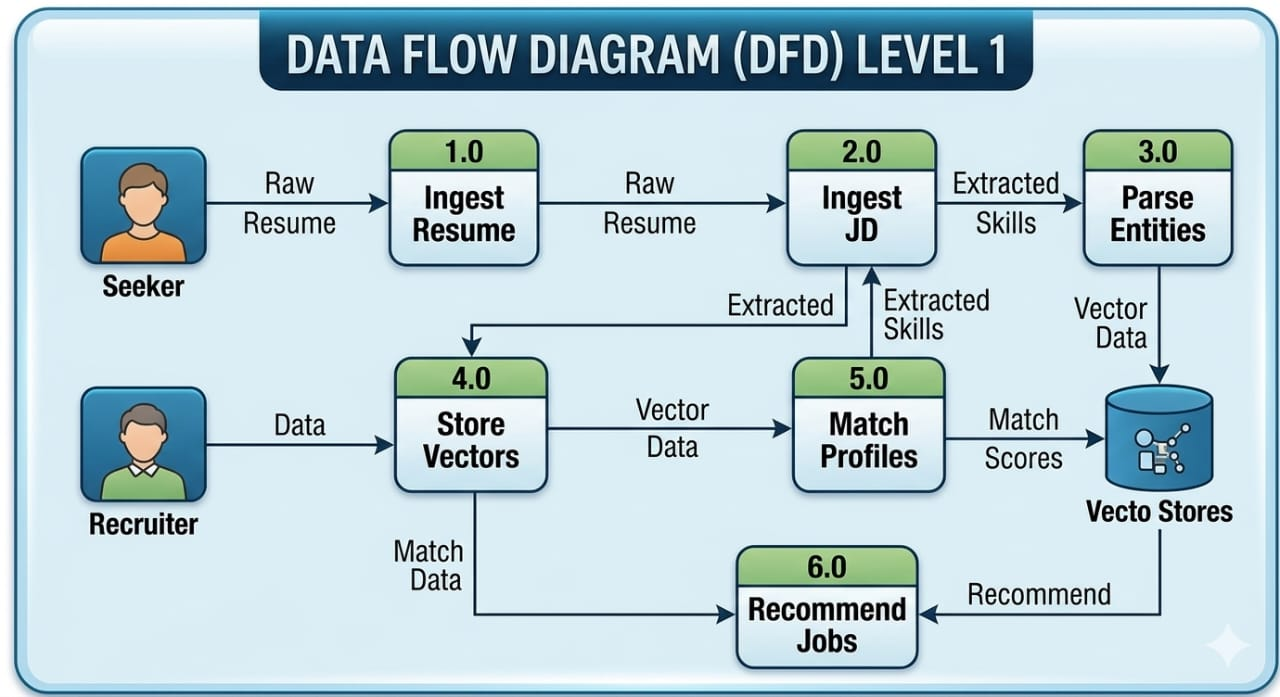 DATA FLOW DIAGRAM (DFD) LEVEL 1
Seeker
Raw
Resume
1.0
Ingest
Resume
Raw
Resume
2.0
Ingest
JD
Extracted
Skills
3.0
Parse
Entities
Extracted
Extracted
Skills
Vector
Data
Recruiter
Data
4.0
Store
Vectors
Vector
Data
5.0
Match
Profiles
Match
Scores
Vecto Stores
Match
Data
6.0
Recommend
Jobs
Recommend